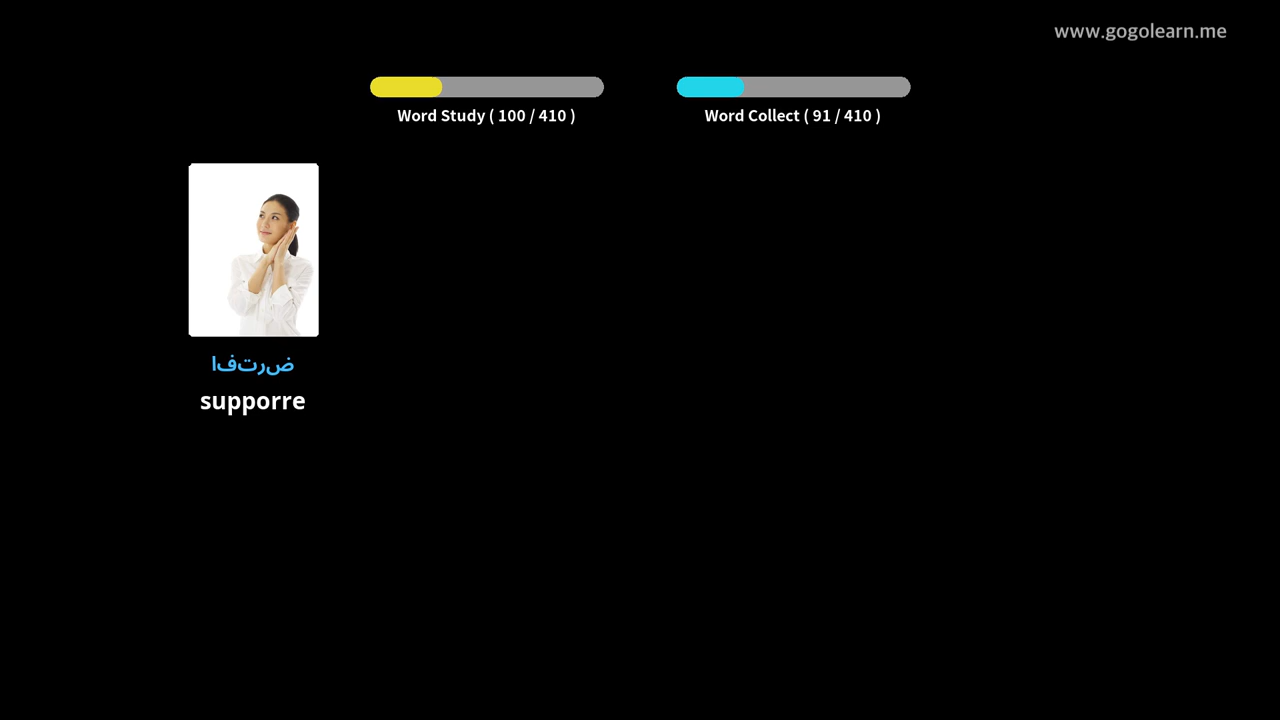 www.gogolearn.me
Word Study ( 100 / 410 )
Word Collect ( 91 / 410 )
افترض
supporre